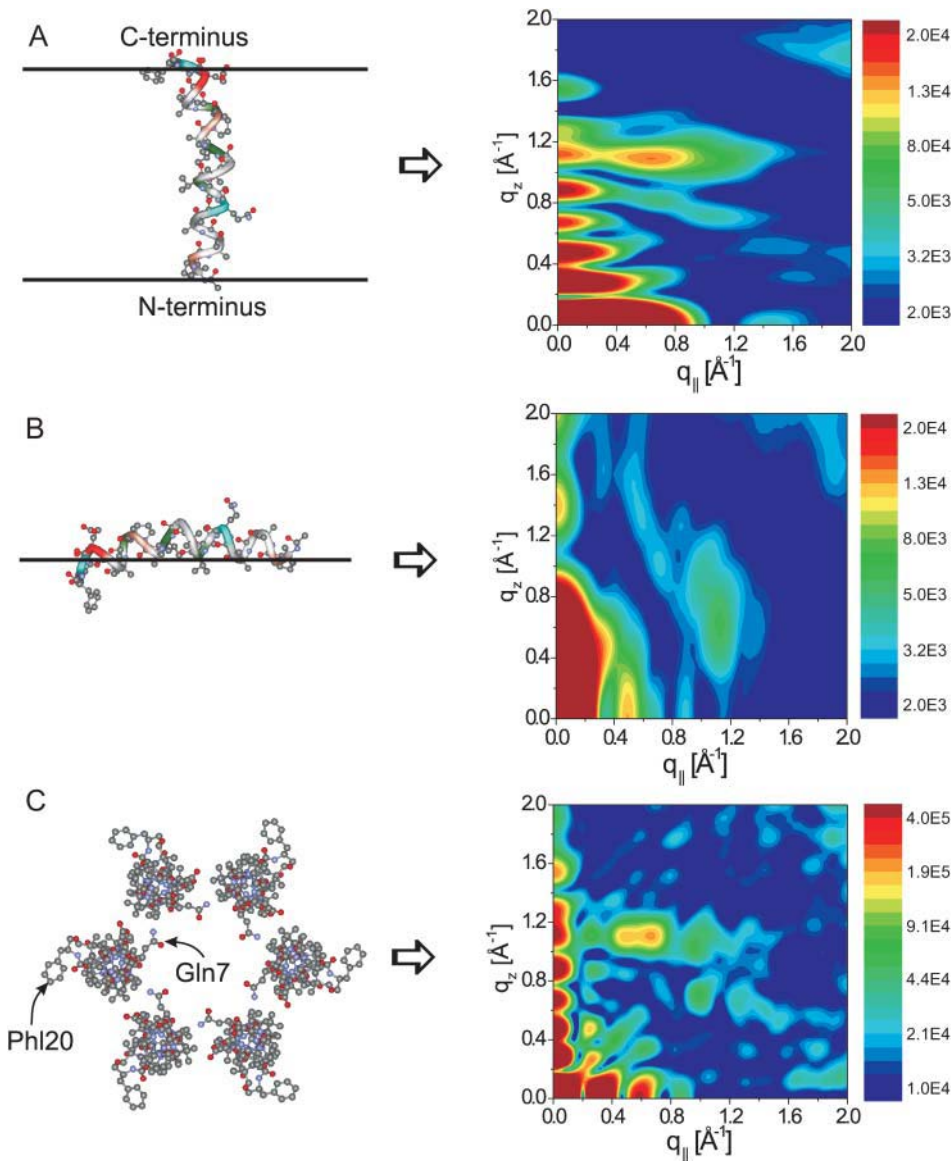 A
C-terminus
N-terminus
2.0
1.6
1.2
0.8
0.4
0.0
q_z [Å⁻¹]
0.0 0.4 0.8 1.2 1.6 2.0
q_|| [Å⁻¹]
2.0E4
1.3E4
8.0E3
5.0E3
3.2E3
2.0E3
B
2.0
1.6
1.2
0.8
0.4
0.0
q_z [Å⁻¹]
0.0 0.4 0.8 1.2 1.6 2.0
q_|| [Å⁻¹]
2.0E4
1.3E4
8.0E3
5.0E3
3.2E3
2.0E3
C
Gln7
Phl20
2.0
1.6
1.2
0.8
0.4
0.0
q_z [Å⁻¹]
0.0 0.4 0.8 1.2 1.6 2.0
q_|| [Å⁻¹]
4.0E5
1.9E5
9.1E4
4.4E4
2.1E4
1.0E4